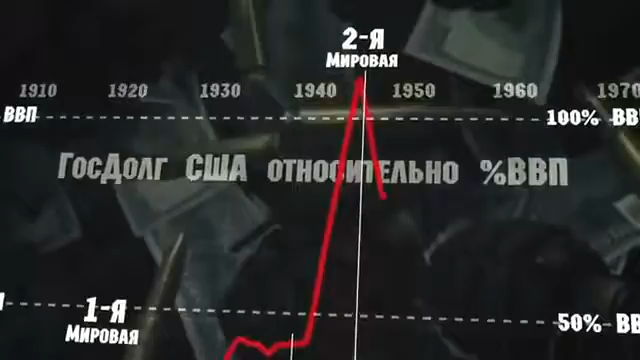 2-Я
Мировая
1910 1920 1930 1940 1950 1960 1970
ВВП 100% ВВ
ГосДолг США относительно %ВВП
1-Я
Мировая
50% ВВ